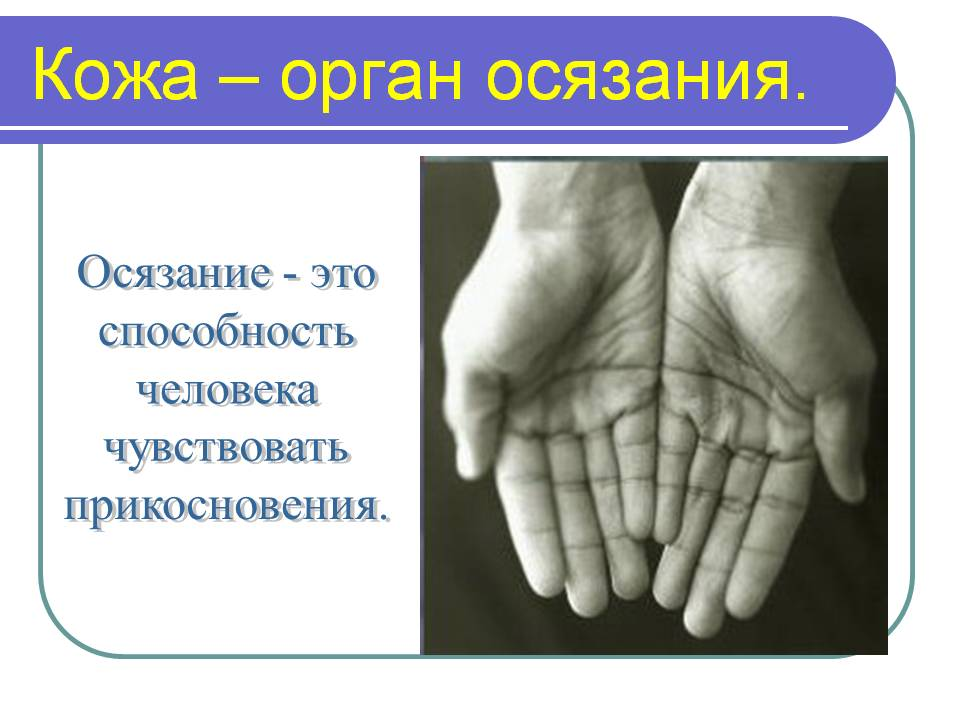 Кожа – орган осязания.
Осязание - это
способность
человека
чувствовать
прикосновения.